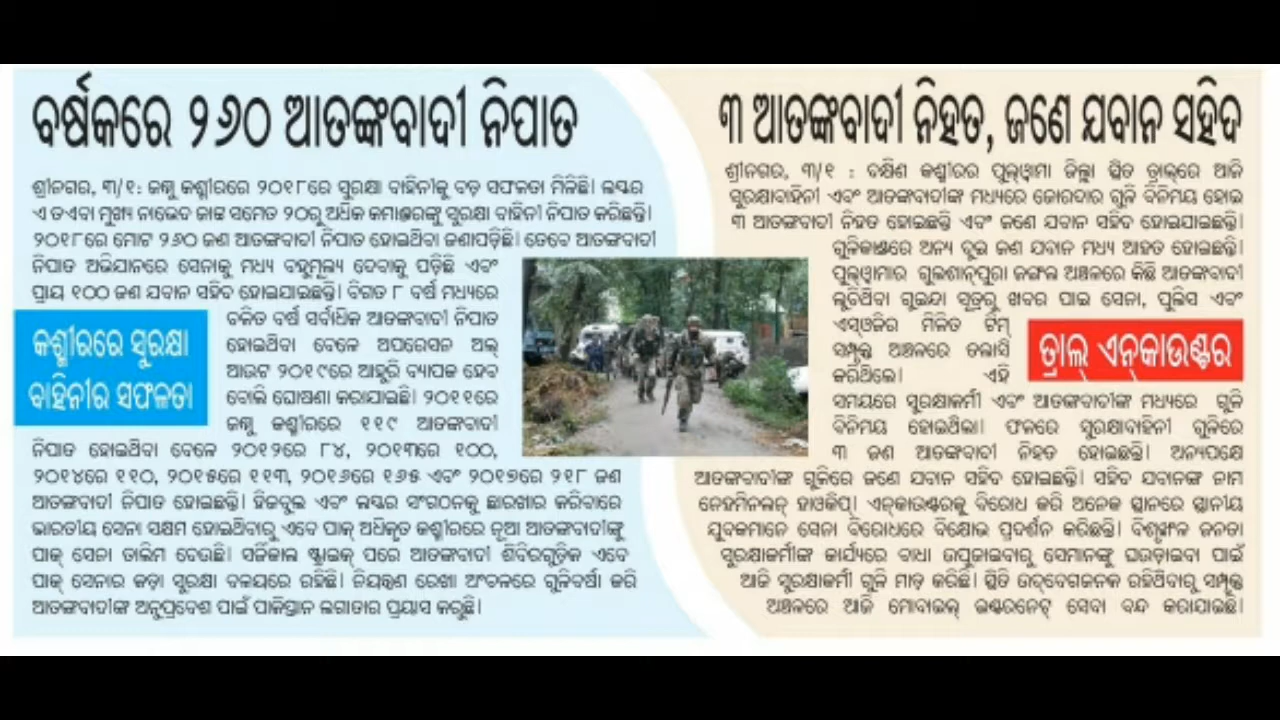 ବର୍ଷକରେ ୨୬୦ ଆତଙ୍କବାଦୀ ନିପାତ
ଶ୍ରୀନଗର, ୩/୧: ଜମ୍ମୁ କଶ୍ମୀରରେ ୨୦୧୮ରେ ସୁରକ୍ଷା ବାହିନୀକୁ ବଡ଼ ସଫଳତା ମିଳିଛି। ଲସ୍କର
ଏ ତଏବା ମୁଖ୍ୟ ନାଭେଦ ଜାଟ୍ଟ ସମେତ ୨୦ରୁ ଅଧିକ କମାଣ୍ଡରଙ୍କୁ ସୁରକ୍ଷା ବାହିନୀ ନିପାତ କରିଛନ୍ତି।
୨୦୧୮ରେ ମୋଟ ୨୬୦ ଜଣ ଆତଙ୍କବାଦୀ ନିପାତ ହୋଇଥିବା ଜଣାପଡ଼ିଛି। ତେବେ ଆତଙ୍କବାଦୀ
ନିପାତ ଅଭିଯାନରେ ସେନାକୁ ମଧ୍ୟ ବହୁମୂଲ୍ୟ ଦେବାକୁ ପଡ଼ିଛି ଏବଂ
ପ୍ରାୟ ୧୦୦ ଜଣ ଯବାନ ସହିଦ ହୋଇଯାଇଛନ୍ତି। ବିଗତ ୮ ବର୍ଷ ମଧ୍ୟରେ
କଶ୍ମୀରରେ ସୁରକ୍ଷା
ବାହିନୀର ସଫଳତା
ଚଳିତ ବର୍ଷ ସର୍ବାଧିକ ଆତଙ୍କବାଦୀ ନିପାତ
ହୋଇଥିବା ବେଳେ ଅପରେସନ ଅଲ୍
ଆଉଟ ୨୦୧୯ରେ ଆହୁରି ବ୍ୟାପକ ହେବ
ବୋଲି ଘୋଷଣା କରାଯାଇଛି। ୨୦୧୧ରେ
ଜମ୍ମୁ କଶ୍ମୀରରେ ୧୧୯ ଆତଙ୍କବାଦୀ
ନିପାତ ହୋଇଥିବା ବେଳେ ୨୦୧୨ରେ ୮୪, ୨୦୧୩ରେ ୧୦୦,
୨୦୧୪ରେ ୧୧୦, ୨୦୧୫ରେ ୧୧୩, ୨୦୧୬ରେ ୧୬୫ ଏବଂ ୨୦୧୭ରେ ୨୧୮ ଜଣ
ଆତଙ୍କବାଦୀ ନିପାତ ହୋଇଛନ୍ତି। ହିଜବୁଲ ଏବଂ ଲସ୍କର ସଂଗଠନକୁ ଛାରଖାର କରିବାରେ
ଭାରତୀୟ ସେନା ସକ୍ଷମ ହୋଇଥିବାରୁ ଏବେ ପାକ୍ ଅଧିକୃତ କଶ୍ମୀରରେ ନୂଆ ଆତଙ୍କବାଦୀଙ୍କୁ
ପାକ୍ ସେନା ତାଲିମ ଦେଉଛି। ସର୍ଜିକାଲ ଷ୍ଟ୍ରାଇକ୍ ପରେ ଆତଙ୍କବାଦୀ ଶିବିରଗୁଡ଼ିକ ଏବେ
ପାକ୍ ସେନାର କଡ଼ା ସୁରକ୍ଷା ବଳୟରେ ରହିଛି। ନିୟନ୍ତ୍ରଣ ରେଖା ଅଂଚଳରେ ଗୁଳିବର୍ଷା କରି
ଆତଙ୍କବାଦୀଙ୍କ ଅନୁପ୍ରବେଶ ପାଇଁ ପାକିସ୍ତାନ ଲଗାତାର ପ୍ରୟାସ କରୁଛି।
୩ ଆତଙ୍କବାଦୀ ନିହତ, ଜଣେ ଯବାନ ସହିଦ
ଶ୍ରୀନଗର, ୩/୧ : ଦକ୍ଷିଣ କଶ୍ମୀରର ପୁଲ୍ୱାମା ଜିଲ୍ଲା ସ୍ଥିତ ତ୍ରାଲ୍‌ରେ ଆଜି
ସୁରକ୍ଷାବାହିନୀ ଏବଂ ଆତଙ୍କବାଦୀଙ୍କ ମଧ୍ୟରେ ଜୋରଦାର ଗୁଳି ବିନିମୟ ହୋଇ
୩ ଆତଙ୍କବାଦୀ ନିହତ ହୋଇଛନ୍ତି ଏବଂ ଜଣେ ଯବାନ ସହିଦ ହୋଇଯାଇଛନ୍ତି।
ଗୁଳିକାଣ୍ଡରେ ଅନ୍ୟ ଦୁଇ ଜଣ ଯବାନ ମଧ୍ୟ ଆହତ ହୋଇଛନ୍ତି।
ପୁଲ୍ୱାମାର ଗୁଲଶାନ୍‌ପୁରା ଜଙ୍ଗଲ ଅଞ୍ଚଳରେ କିଛି ଆତଙ୍କବାଦୀ
ଲୁଚିଥିବା ଗୁଇନ୍ଦା ସୂତ୍ରରୁ ଖବର ପାଇ ସେନା, ପୁଲିସ ଏବଂ
ଏସ୍‌ଓଜିର ମିଳିତ ଟିମ୍
ସମ୍ପୃକ୍ତ ଅଞ୍ଚଳରେ ତଲାସି
କରିଥିଲେ। ଏହି
ତ୍ରାଲ୍ ଏନ୍‌କାଉଣ୍ଟର
ସମୟରେ ସୁରକ୍ଷାକର୍ମୀ ଏବଂ ଆତଙ୍କବାଦୀଙ୍କ ମଧ୍ୟରେ ଗୁଳି
ବିନିମୟ ହୋଇଥିଲା। ଫଳରେ ସୁରକ୍ଷାବାହିନୀ ଗୁଳିରେ
୩ ଜଣ ଆତଙ୍କବାଦୀ ନିହତ ହୋଇଛନ୍ତି। ଅନ୍ୟପକ୍ଷେ
ଆତଙ୍କବାଦୀଙ୍କ ଗୁଳିରେ ଜଣେ ଯବାନ ସହିଦ ହୋଇଛନ୍ତି। ସହିଦ ଯବାନଙ୍କ ନାମ
ନେହମିନଲନ୍ ହାଓକିପ୍। ଏନ୍‌କାଉଣ୍ଟରକୁ ବିରୋଧ କରି ଅନେକ ସ୍ଥାନରେ ସ୍ଥାନୀୟ
ଯୁବକମାନେ ସେନା ବିରୋଧରେ ବିକ୍ଷୋଭ ପ୍ରଦର୍ଶନ କରିଛନ୍ତି। ବିଶୃଙ୍ଖଳ ଜନତା
ସୁରକ୍ଷାକର୍ମୀଙ୍କ କାର୍ଯ୍ୟରେ ବାଧା ଉପୁଜାଇବାରୁ ସେମାନଙ୍କୁ ଘଉଡ଼ାଇବା ପାଇଁ
ଆଜି ସୁରକ୍ଷାକର୍ମୀ ଗୁଳି ମାଡ଼ କରିଛି। ସ୍ଥିତି ଉଦ୍‌ବେଗଜନକ ରହିଥିବାରୁ ସମ୍ପୃକ୍ତ
ଅଞ୍ଚଳରେ ଆଜି ମୋବାଇଲ୍ ଇଣ୍ଟରନେଟ୍ ସେବା ବନ୍ଦ କରାଯାଇଛି।